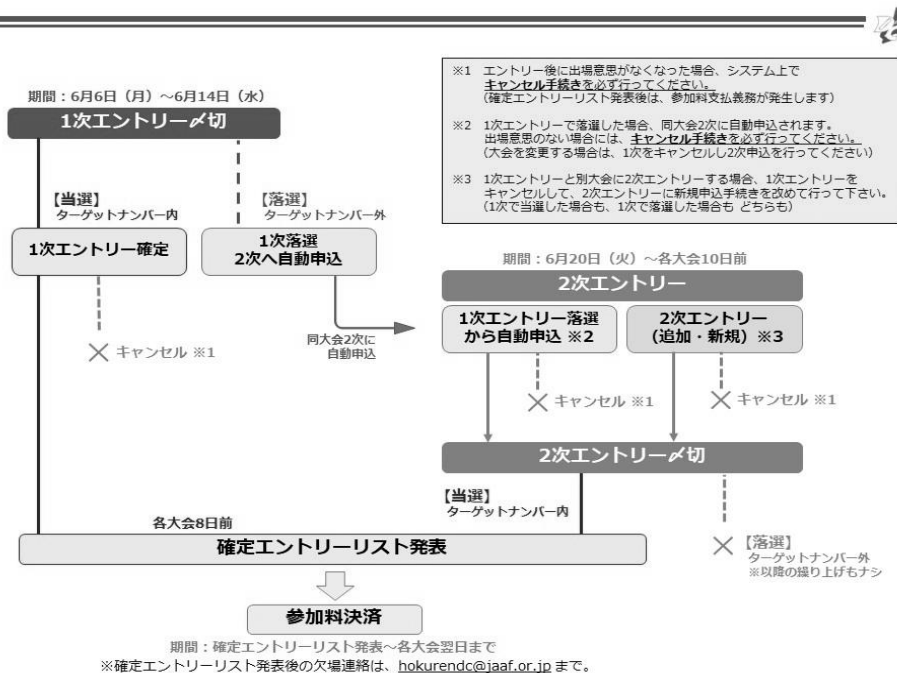 ※1 エントリー後に出場意思がなくなった場合、システム上で
キャンセル手続きを必ず行ってください。
(確定エントリーリスト発表後は、参加料支払義務が発生します)
※2 1次エントリーで落選した場合、同大会2次に自動申込されます。
出場意思のない場合には、キャンセル手続きを必ず行ってください。
(大会を変更する場合は、1次をキャンセルし2次申込を行ってください)
※3 1次エントリーと別大会に2次エントリーする場合、1次エントリーを
キャンセルして、2次エントリーに新規申込手続きを改めて行って下さい。
(1次で当選した場合も、1次で落選した場合も どちらも)
期間：6月6日（月）～6月14日（水）
1次エントリー〆切
【当選】
ターゲットナンバー内
【落選】
ターゲットナンバー外
1次エントリー確定
1次落選
2次へ自動申込
キャンセル ※1
同大会2次に
自動申込
期間：6月20日（火）～各大会10日前
2次エントリー
1次エントリー落選
から自動申込 ※2
2次エントリー
（追加・新規）※3
キャンセル ※1
キャンセル ※1
2次エントリー〆切
【当選】
ターゲットナンバー内
【落選】
ターゲットナンバー外
※以降の繰り上げもナシ
各大会8日前
確定エントリーリスト発表
参加料決済
期間：確定エントリーリスト発表～各大会翌日まで
※確定エントリーリスト発表後の欠場連絡は、hokurendc@jaaf.or.jp まで。